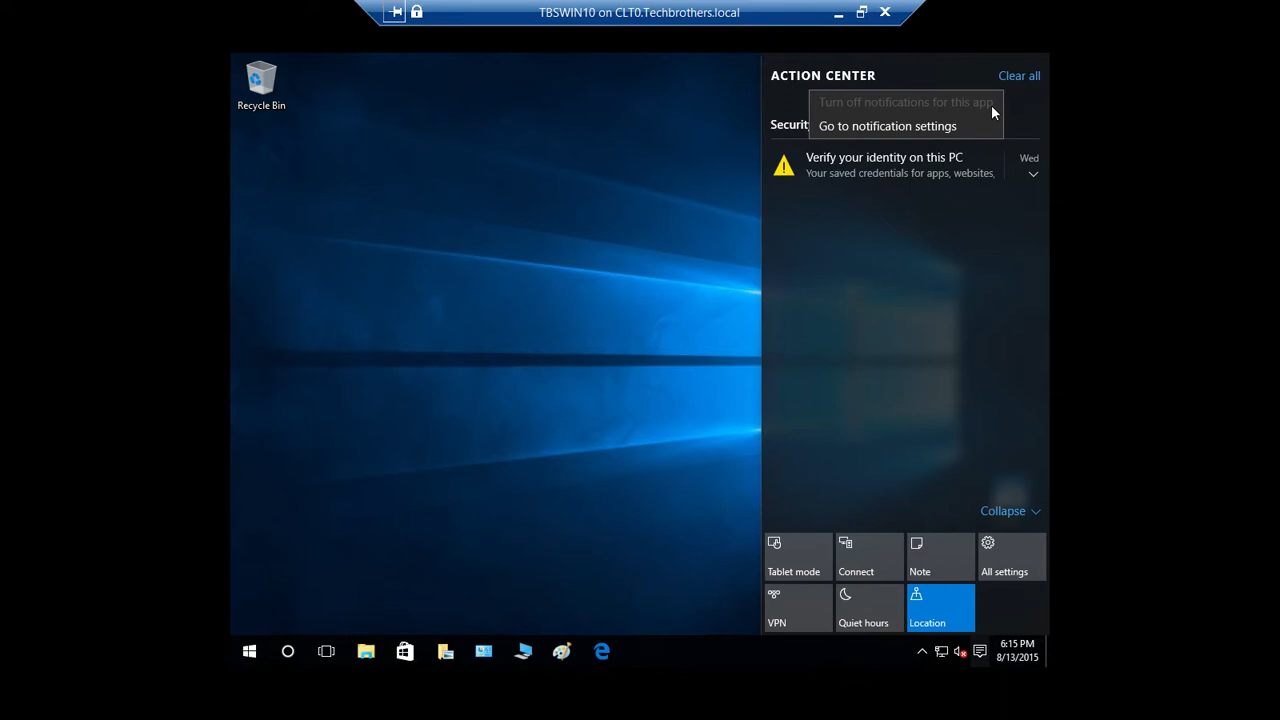 TBSWIN10 on CLT0.Techbrothers.local
Recycle Bin
ACTION CENTER
Clear all
Turn off notifications for this app
Go to notification settings
Verify your identity on this PC
Wed
Your saved credentials for apps, websites,
Collapse
Tablet mode
Connect
Note
All settings
VPN
Quiet hours
Location
6:15 PM
8/13/2015